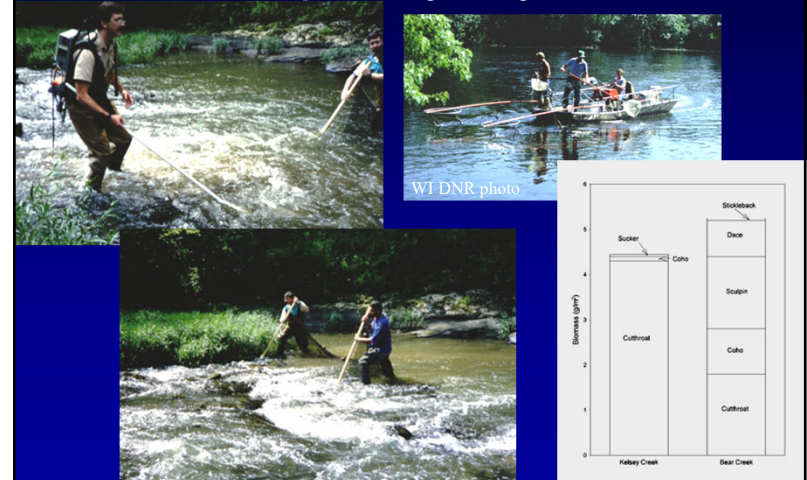 WI DNR photo
6
5
4
3
2
1
0
Biomass (g/m²)
Sucker
Coho
Cutthroat
Kelsey Creek
Stickleback
Dace
Sculpin
Coho
Cutthroat
Bear Creek